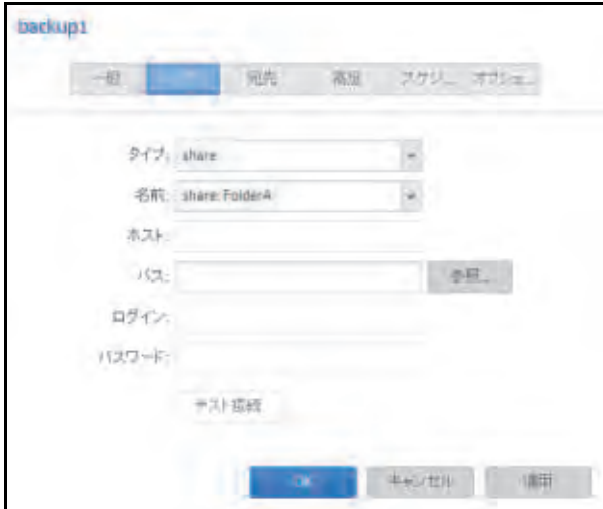 backup1
一般 宛先 高度 スケジ... オプショ...
タイプ: share
名前: share: FolderA
ホスト:
パス: 参照...
ログイン:
パスワード:
テスト接続
OK キャンセル 適用